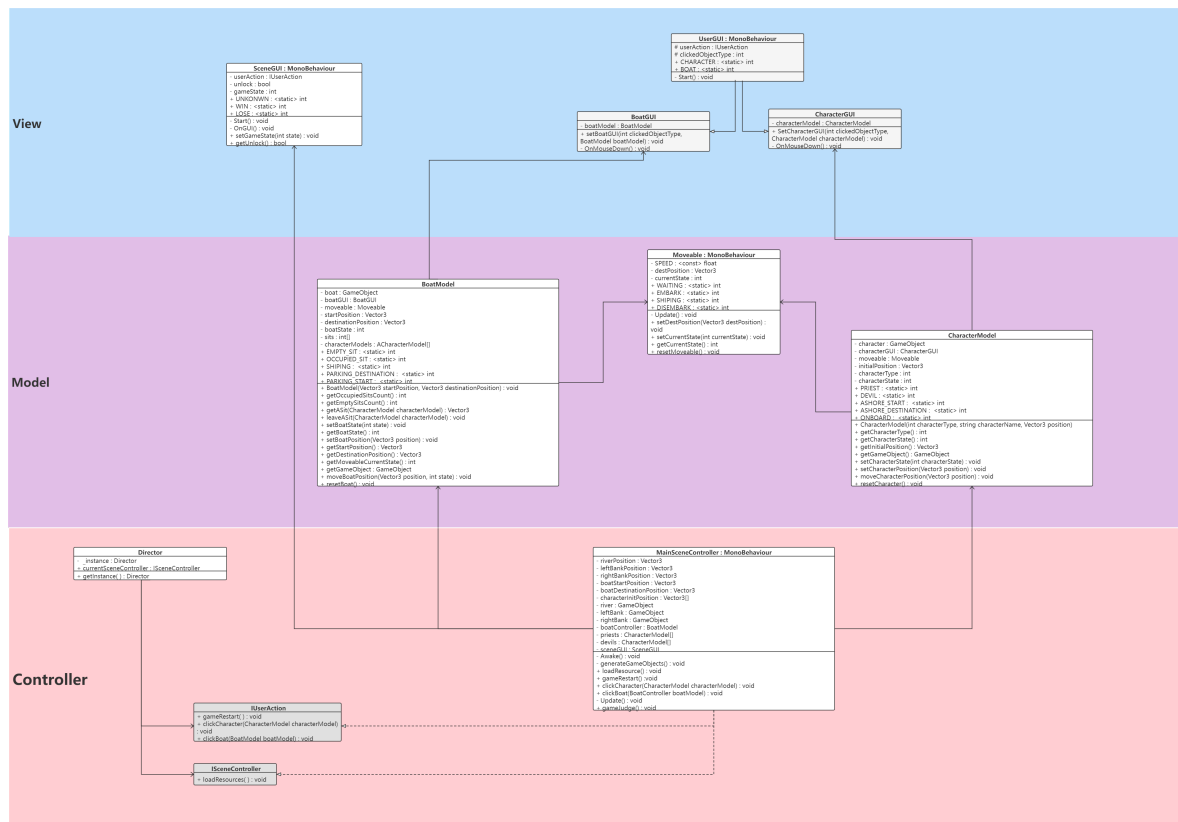 View
SceneGUI : MonoBehaviour
- userAction : IUserAction
- unlock : bool
- gameState : int
+ UNKONWN : <static> int
+ WIN : <static> int
+ LOSE : <static> int
- Start() : void
- OnGUI() : void
+ setGameState(int state) : void
+ getUnlock() : bool
UserGUI : MonoBehaviour
# userAction : IUserAction
# clickedObjectType : int
+ CHARACTER : <static> int
+ BOAT : <static> int
- Start() : void
BoatGUI
- boatModel : BoatModel
+ setBoatGUI(int clickedObjectType,
BoatModel boatModel) : void
- OnMouseDown() : void
CharacterGUI
- characterModel : CharacterModel
+ SetCharacterGUI(int clickedObjectType,
CharacterModel characterModel) : void
- OnMouseDown() : void
Model
BoatModel
- boat : GameObject
- boatGUI : BoatGUI
- moveable : Moveable
- startPosition : Vector3
- destinationPosition : Vector3
- boatState : int
- sits : int[]
- characterModels : ACharacterModel[]
+ EMPTY_SIT : <static> int
+ OCCUPIED_SIT : <static> int
+ SHIPING : <static> int
+ PARKING_DESTINATION : <static> int
+ PARKING_START : <static> int
+ BoatModel(Vector3 startPosition, Vector3 destinationPosition) : void
+ getOccupiedSitsCount() : int
+ getEmptySitsCount() : int
+ getASit(CharacterModel characterModel) : Vector3
+ leaveASit(CharacterModel characterModel) : void
+ setBoatState(int state) : void
+ getBoatState() : int
+ setBoatPosition(Vector3 position) : void
+ getStartPosition() : Vector3
+ getDestinationPosition() : Vector3
+ getMoveableCurrentState() : int
+ getGameObject : GameObject
+ moveBoatPosition(Vector3 position, int state) : void
+ resetBoat() : void
Moveable : MonoBehaviour
- SPEED : <const> float
- destPosition : Vector3
- currentState : int
+ WAITING : <static> int
+ EMBARK : <static> int
+ SHIPING : <static> int
+ DISEMBARK : <static> int
- Update() : void
+ setDestPosition(Vector3 destPosition) :
void
+ setCurrentState(int currentState) : void
+ getCurrentState() : int
+ resetMoveable() : void
CharacterModel
- character : GameObject
- characterGUI : CharacterGUI
- moveable : Moveable
- initialPosition : Vector3
- characterType : int
- characterState : int
+ PRIEST : <static> int
+ DEVIL : <static> int
+ ASHORE_START : <static> int
+ ASHORE_DESTINATION : <static> int
+ ONBOARD : <static> int
+ CharacterModel(int characterType, string characterName, Vector3 position)
+ getCharacterType() : int
+ getCharacterState() : int
+ getInitialPosition() : Vector3
+ getGameObject() : GameObject
+ setCharacterState(int characterState) : void
+ setCharacterPosition(Vector3 position) : void
+ moveCharacterPosition(Vector3 position) : void
+ resetCharacter() : void
Controller
Director
- _instance : Director
+ currentSceneController : ISceneController
+ getInstance( ) : Director
MainSceneController : MonoBehaviour
- riverPosition : Vector3
- leftBankPosition : Vector3
- rightBankPosition : Vector3
- boatStartPosition : Vector3
- boatDestinationPosition : Vector3
- characterInitPosition : Vector3[]
- river : GameObject
- leftBank : GameObject
- rightBank : GameObject
- boatController : BoatModel
- priests : CharacterModel[]
- devils : CharacterModel[]
- sceneGUI : SceneGUI
- Awake() : void
- generateGameObjects() : void
+ loadResource() : void
+ gameRestart() :void
+ clickCharacter(CharacterModel characterModel) : void
+ clickBoat(BoatController boatModel) : void
- Update() : void
+ gameJudge() : void
IUserAction
+ gameRestart( ) : void
+ clickCharacter(CharacterModel characterModel)
: void
+ clickBoat(BoatModel boatModel) : void
ISceneController
+ loadResources( ) : void